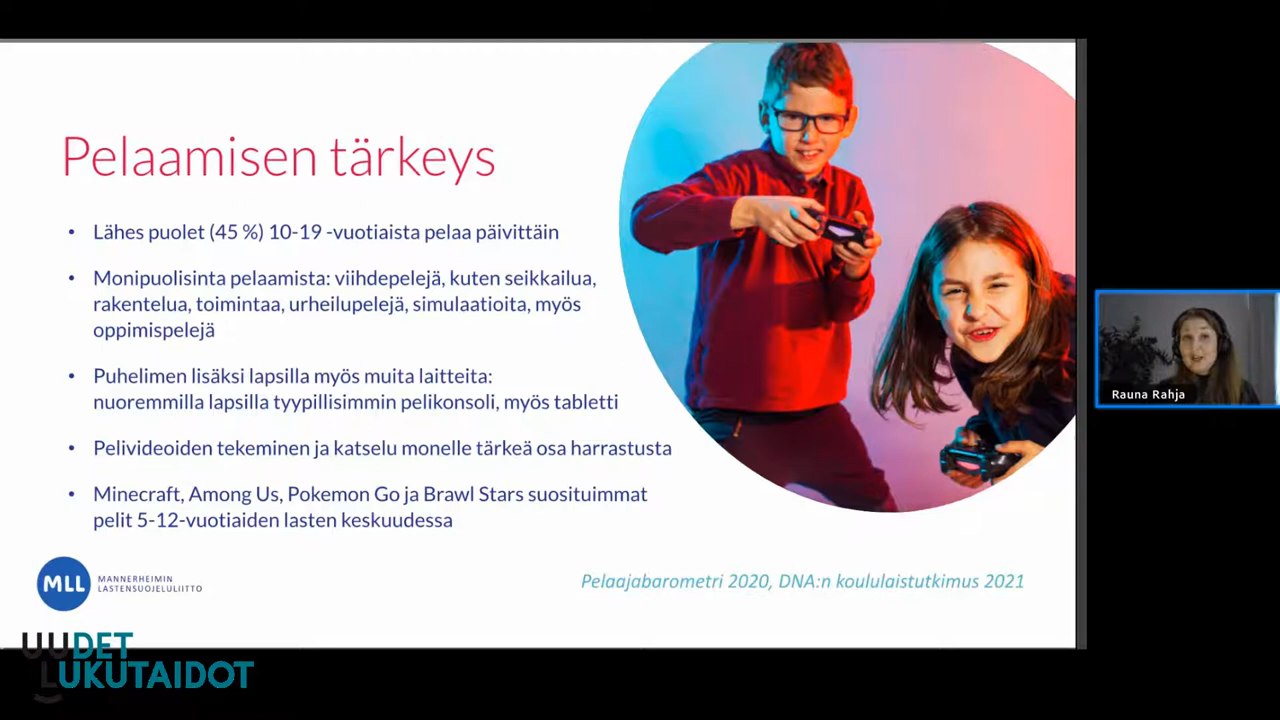 Pelaamisen tärkeys
• Lähes puolet (45 %) 10-19 -vuotiaista pelaa päivittäin
• Monipuolisinta pelaamista: viihdepelejä, kuten seikkailua,
rakentelua, toimintaa, urheilupelejä, simulaatioita, myös
oppimispelejä
• Puhelimen lisäksi lapsilla myös muita laitteita:
nuoremmilla lapsilla tyypillisimmin pelikonsoli, myös tabletti
• Pelivideoiden tekeminen ja katselu monelle tärkeä osa harrastusta
• Minecraft, Among Us, Pokemon Go ja Brawl Stars suosituimmat
pelit 5-12-vuotiaiden lasten keskuudessa
MLL
MANNERHEIMIN
LASTENSUOJELULIITTO
Pelaajabarometri 2020, DNA:n koululaistutkimus 2021
UUDET
LUKUTAIDOT
Rauna Rahja